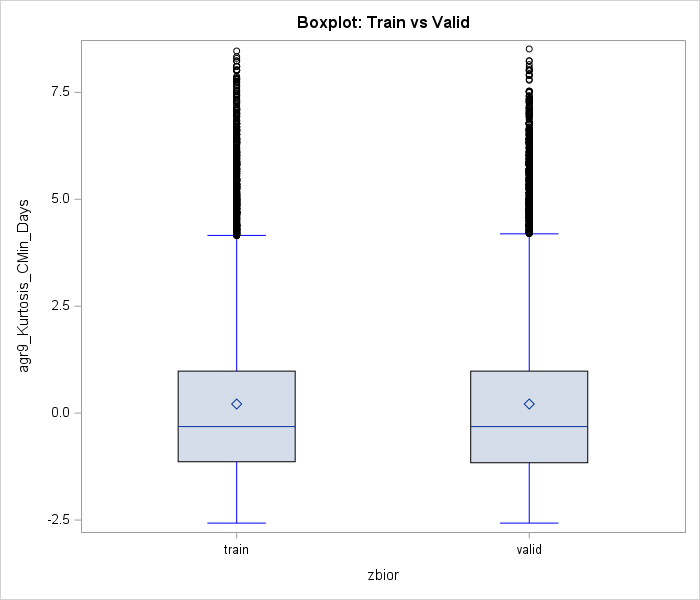 Boxplot: Train vs Valid
agr9_Kurtosis_CMin_Days
7.5
5.0
2.5
0.0
-2.5
train
valid
zbior